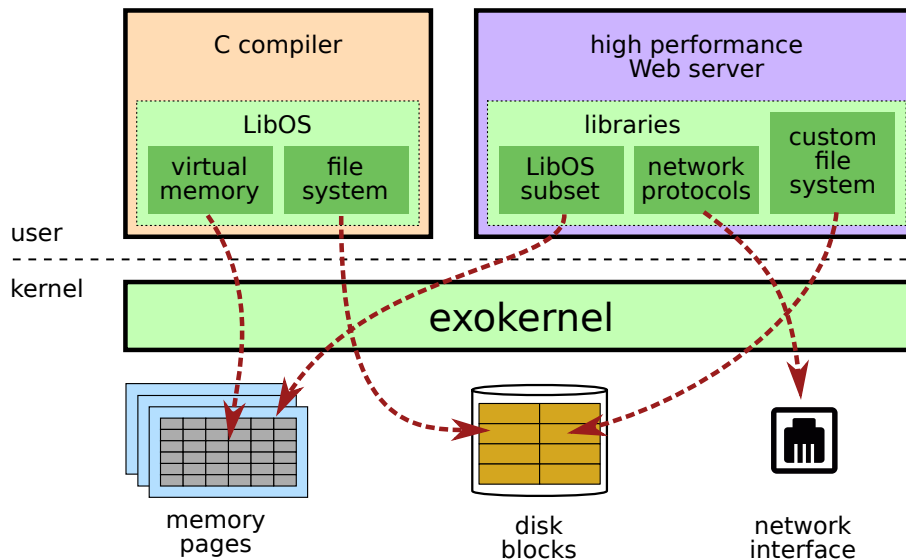 C compiler
high performance
Web server
LibOS
libraries
virtual
memory
file
system
LibOS
subset
network
protocols
custom
file
system
user
kernel
exokernel
memory
pages
disk
blocks
network
interface